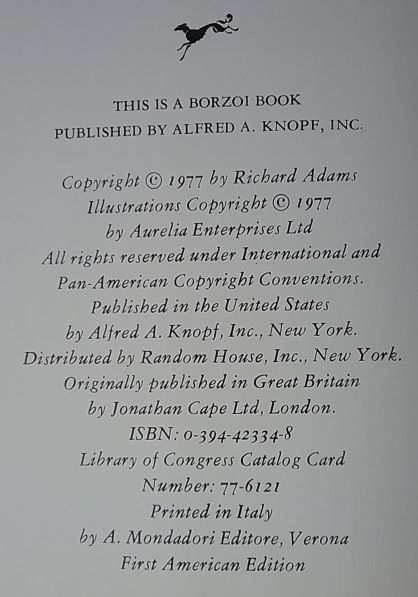 THIS IS A BORZOI BOOK
PUBLISHED BY ALFRED A. KNOPF, INC.
Copyright © 1977 by Richard Adams
Illustrations Copyright © 1977
by Aurelia Enterprises Ltd
All rights reserved under International and
Pan-American Copyright Conventions.
Published in the United States
by Alfred A. Knopf, Inc., New York.
Distributed by Random House, Inc., New York.
Originally published in Great Britain
by Jonathan Cape Ltd, London.
ISBN: 0-394-42334-8
Library of Congress Catalog Card
Number: 77-6121
Printed in Italy
by A. Mondadori Editore, Verona
First American Edition